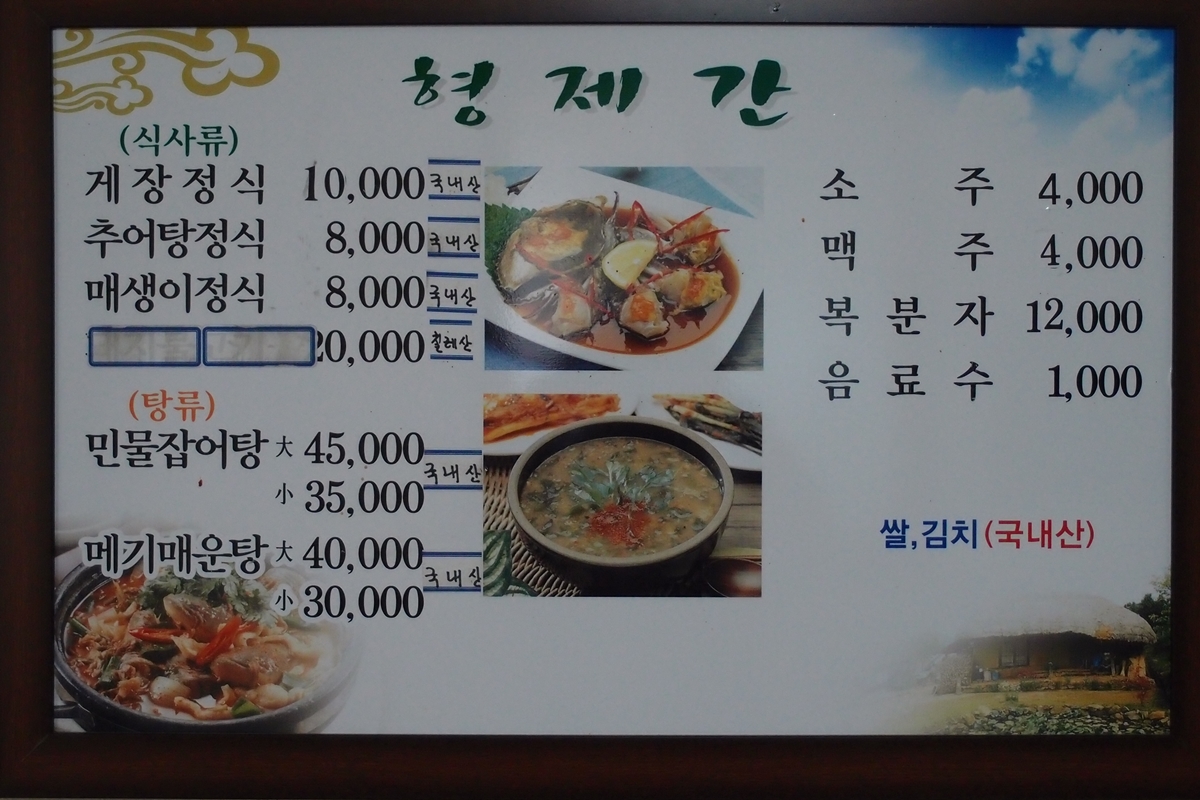 형제간
(식사류)
게장정식 10,000 국내산
추어탕정식 8,000 국내산
매생이정식 8,000 국내산
20,000 칠레산
(탕류)
민물잡어탕 大 45,000 국내산
小 35,000
메기매운탕 大 40,000 국내산
小 30,000
소주 4,000
맥주 4,000
복분자 12,000
음료수 1,000
쌀,김치(국내산)